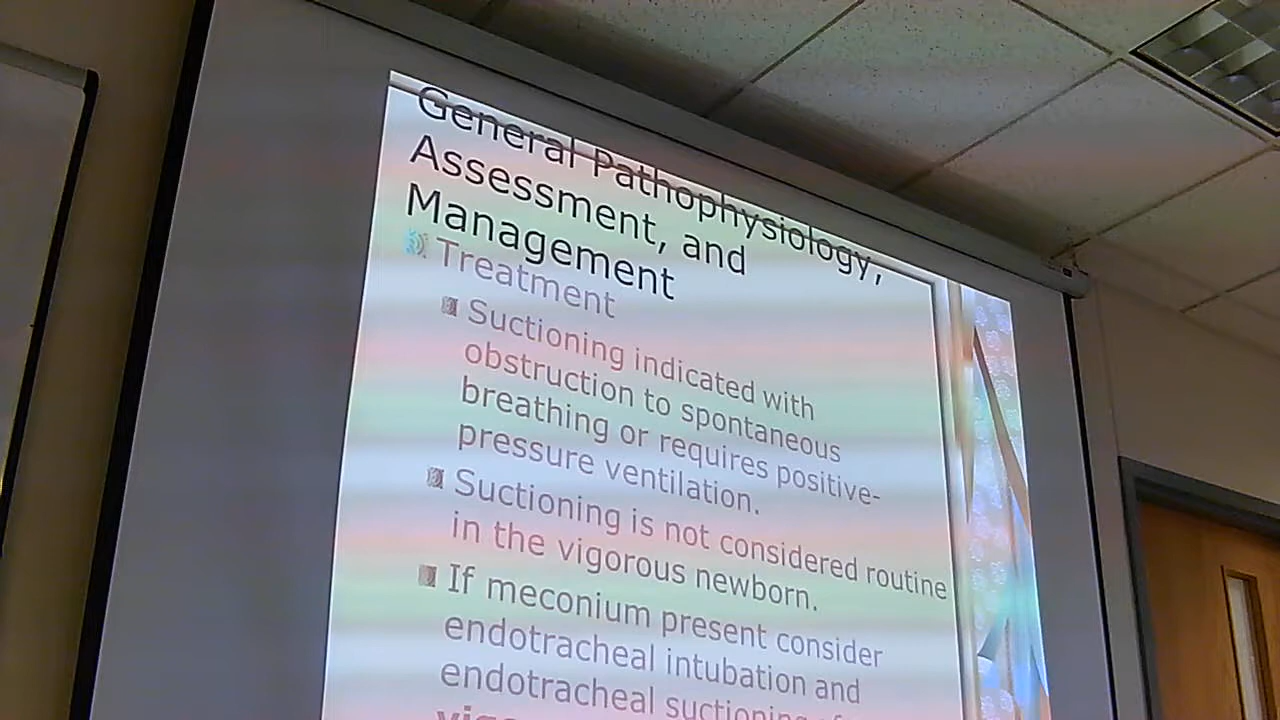 General Pathophysiology,
Assessment, and
Management
Treatment
Suctioning indicated with
obstruction to spontaneous
breathing or requires positive-
pressure ventilation.
Suctioning is not considered routine
in the vigorous newborn.
If meconium present consider
endotracheal intubation and
endotracheal suctioning